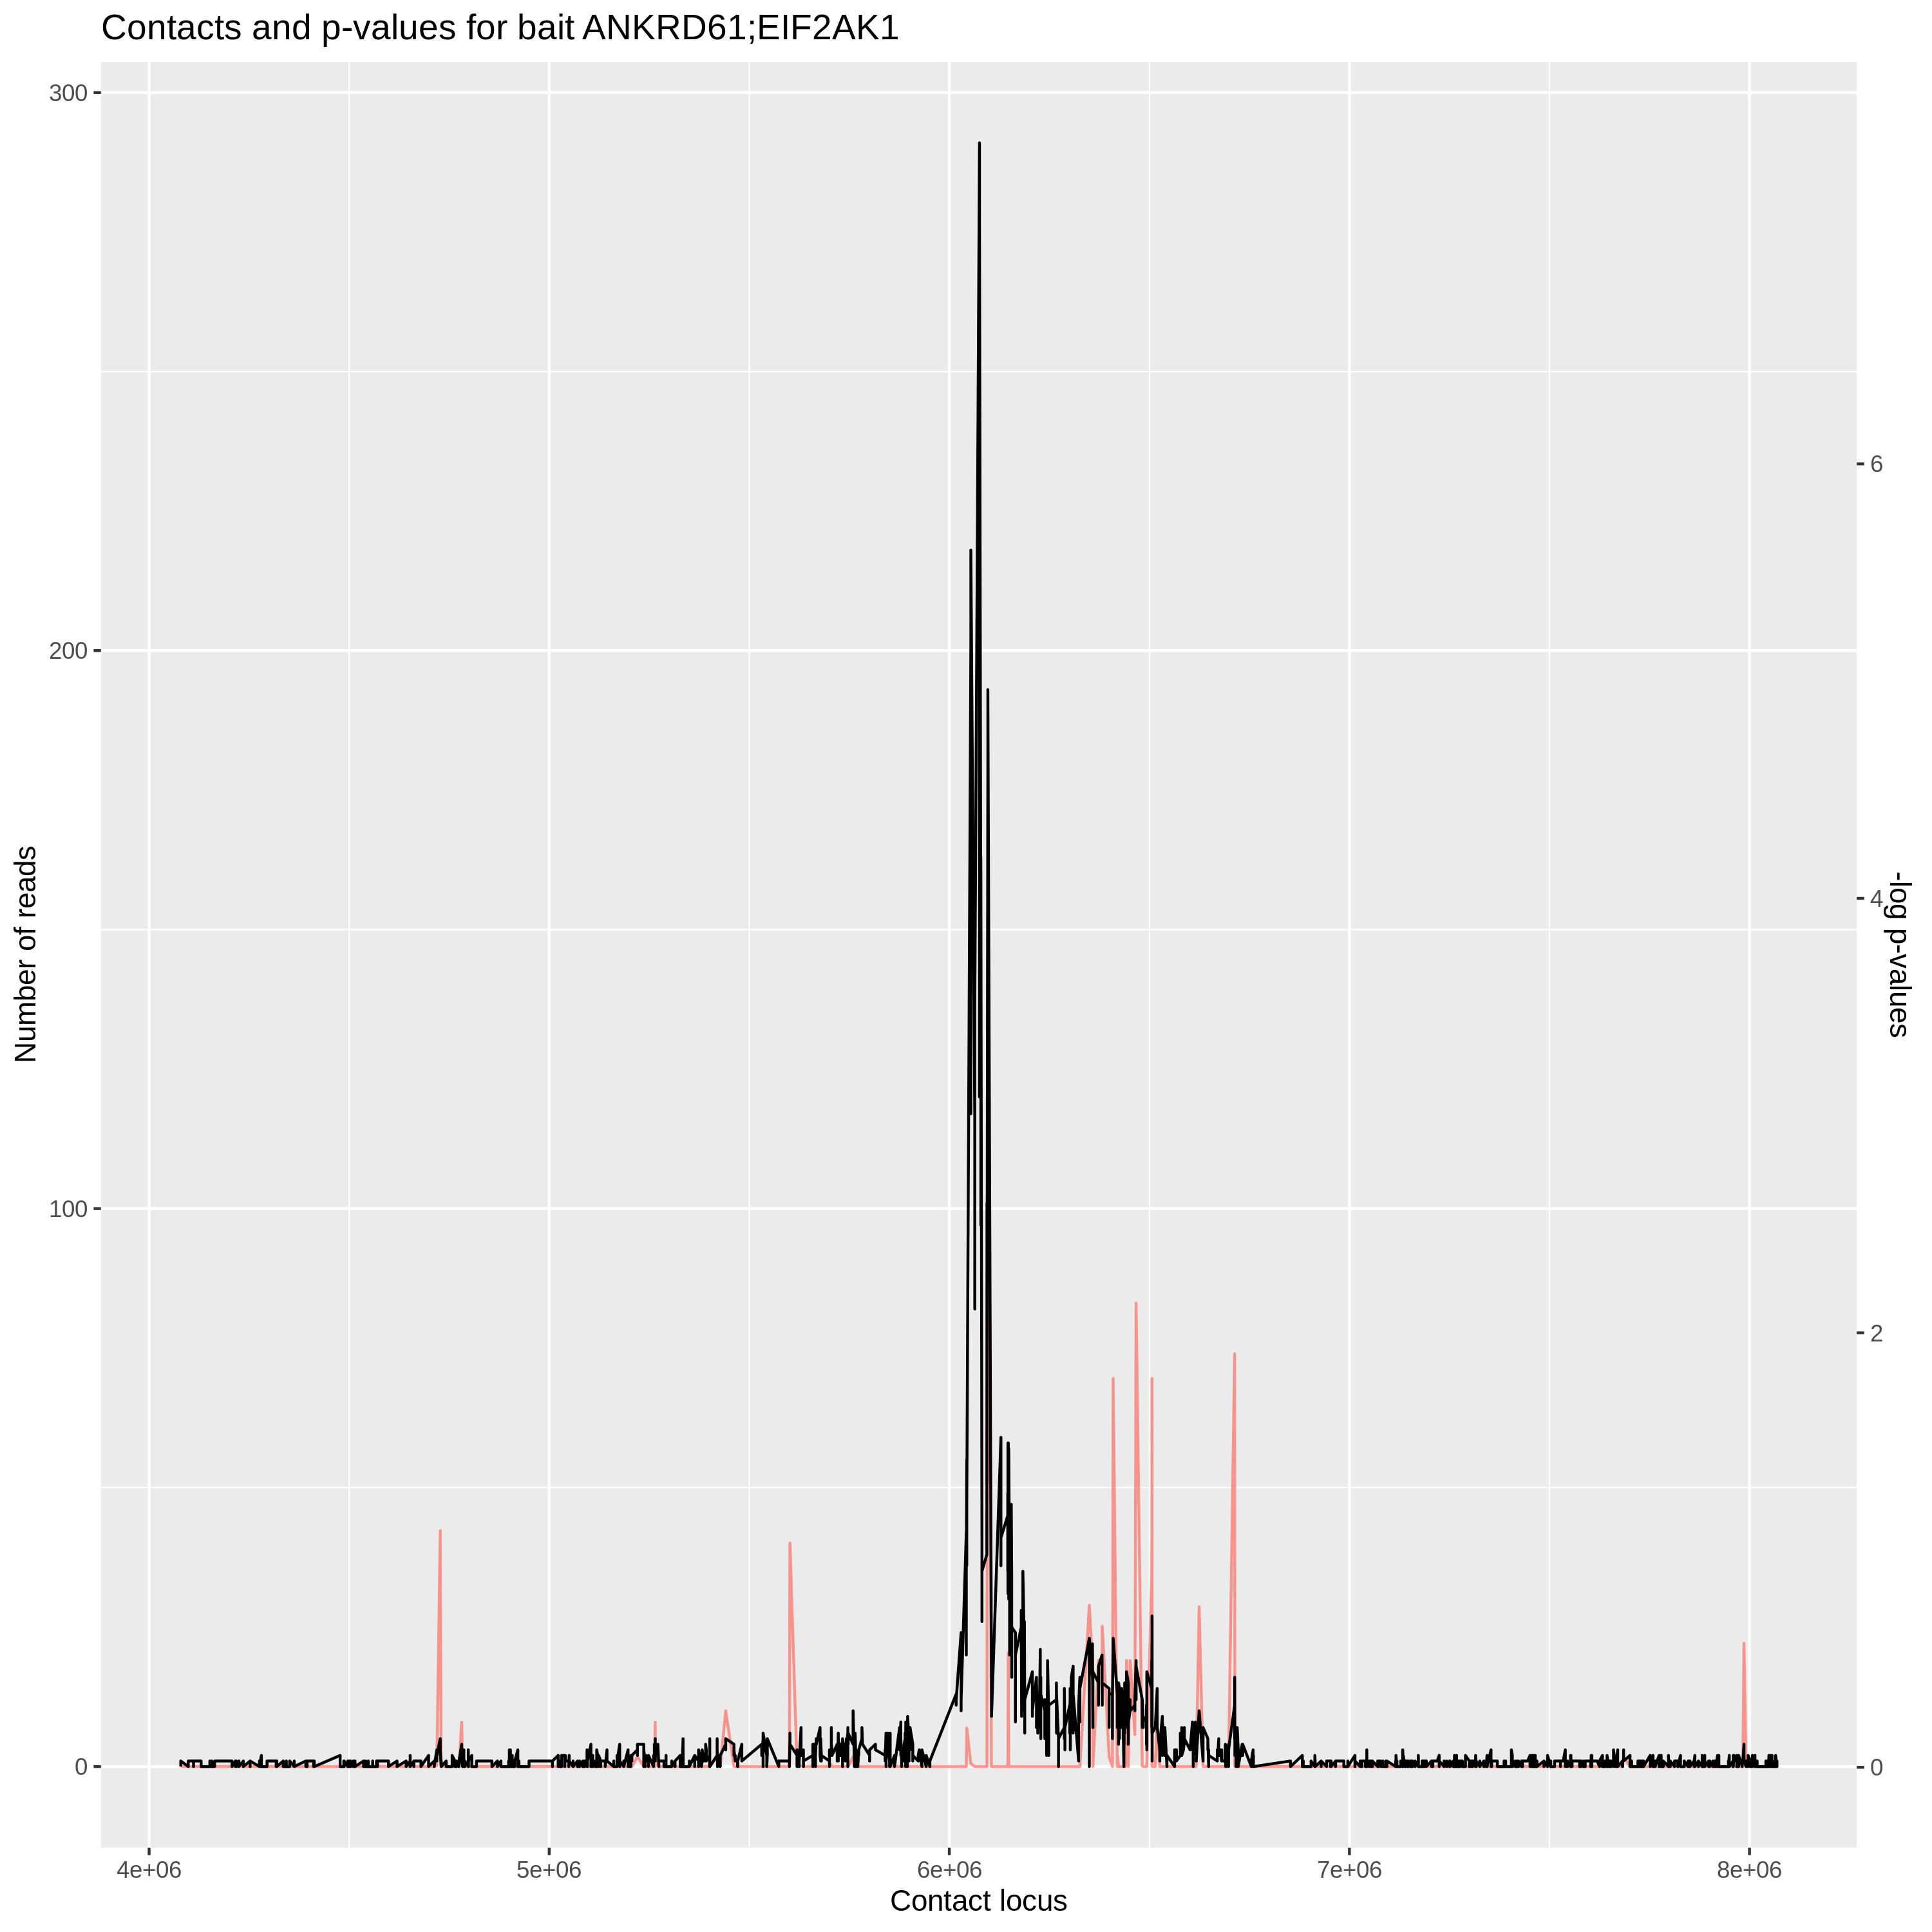 Contacts and p-values for bait ANKRD61;EIF2AK1
300
200
100
0
Number of reads
6
4
2
0
-log p-values
4e+06
5e+06
6e+06
7e+06
8e+06
Contact locus